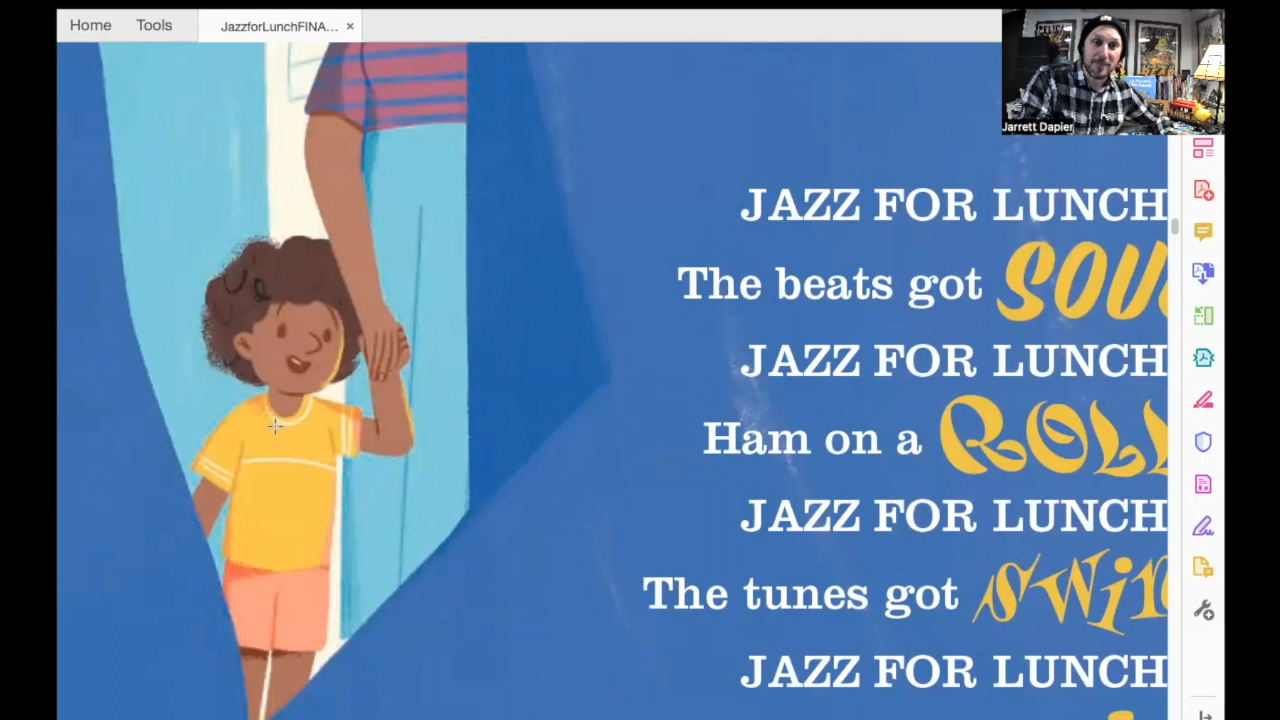 Home Tools JazzforLunchFINA... ×
Jarrett Dapier
JAZZ FOR LUNCH
The beats got
JAZZ FOR LUNCH
Ham on a ROLL
JAZZ FOR LUNCH
The tunes got
JAZZ FOR LUNCH